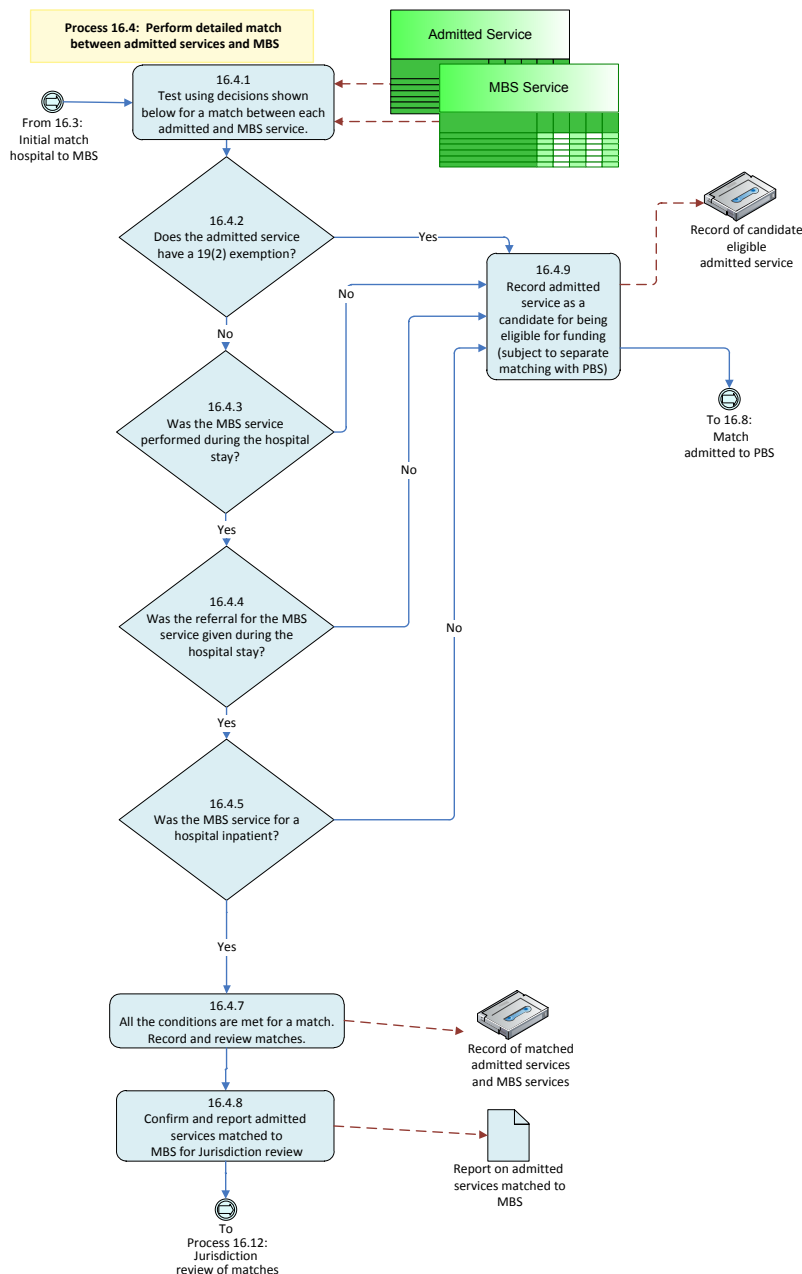 Process 16.4: Perform detailed match
between admitted services and MBS
Admitted Service
MBS Service
16.4.1
Test using decisions shown
below for a match between each
admitted and MBS service.
From 16.3:
Initial match
hospital to MBS
16.4.2
Does the admitted service
have a 19(2) exemption?
Yes
No
16.4.9
Record admitted
service as a
candidate for being
eligible for funding
(subject to separate
matching with PBS)
Record of candidate
eligible
admitted service
To 16.8:
Match
admitted to PBS
16.4.3
Was the MBS service
performed during the hospital
stay?
No
Yes
16.4.4
Was the referral for the MBS
service given during the
hospital stay?
No
Yes
16.4.5
Was the MBS service for a
hospital inpatient?
No
Yes
16.4.7
All the conditions are met for a match.
Record and review matches.
Record of matched
admitted services
and MBS services
16.4.8
Confirm and report admitted
services matched to
MBS for Jurisdiction review
Report on admitted
services matched to
MBS
To
Process 16.12:
Jurisdiction
review of matches